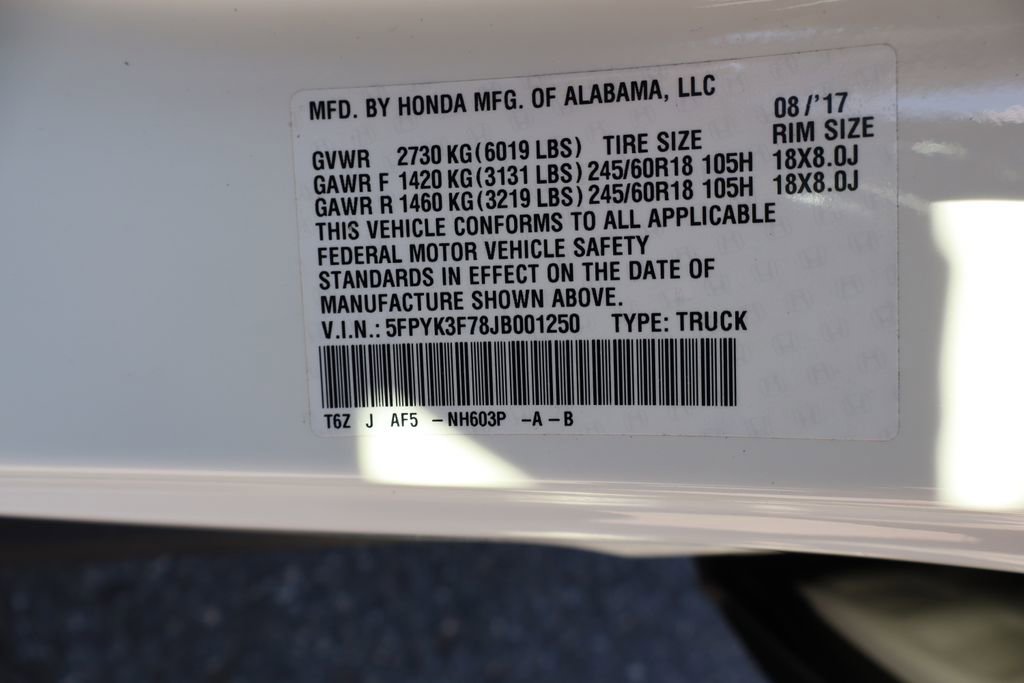 MFD. BY HONDA MFG. OF ALABAMA, LLC 08/'17
GVWR 2730 KG(6019 LBS) TIRE SIZE RIM SIZE
GAWR F 1420 KG(3131 LBS) 245/60R18 105H 18X8.0J
GAWR R 1460 KG(3219 LBS) 245/60R18 105H 18X8.0J
THIS VEHICLE CONFORMS TO ALL APPLICABLE
FEDERAL MOTOR VEHICLE SAFETY
STANDARDS IN EFFECT ON THE DATE OF
MANUFACTURE SHOWN ABOVE.
V.I.N.: 5FPYK3F78JB001250 TYPE: TRUCK
T6Z J AF5 -NH603P -A-B